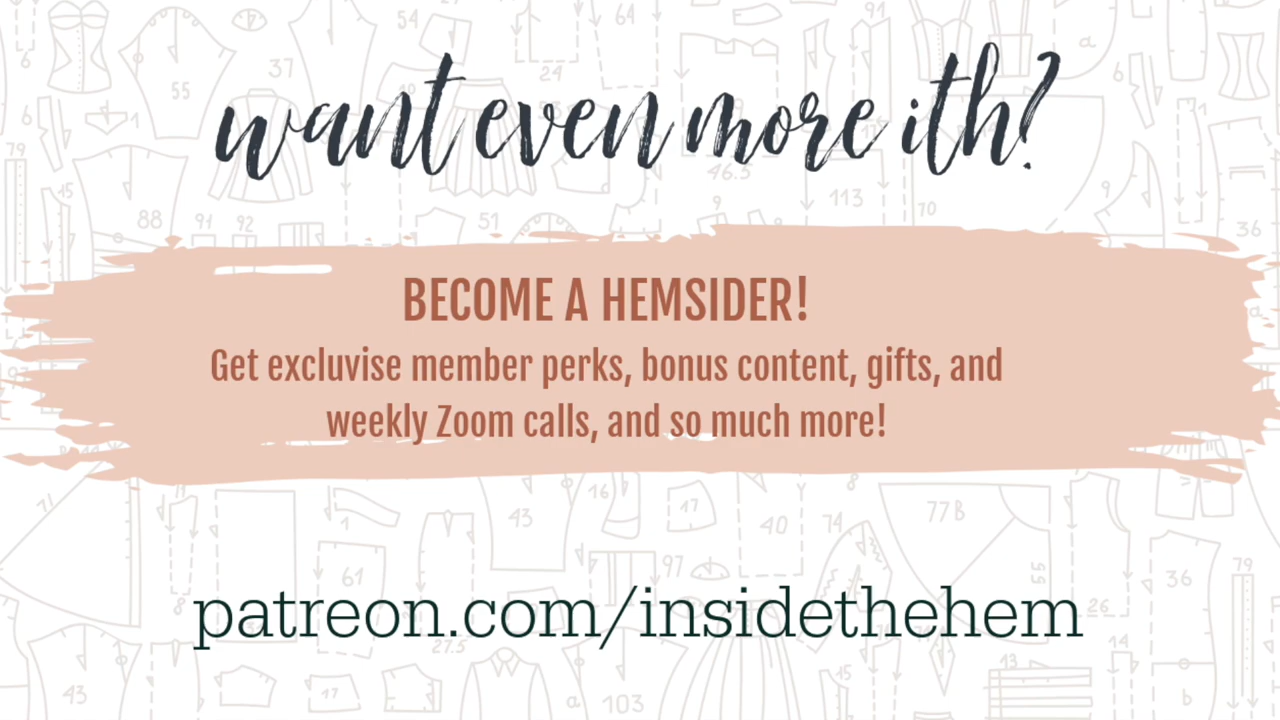 want even more ith?
BECOME A HEMSIDER!
Get excluvise member perks, bonus content, gifts, and
weekly Zoom calls, and so much more!
patreon.com/insidethehem